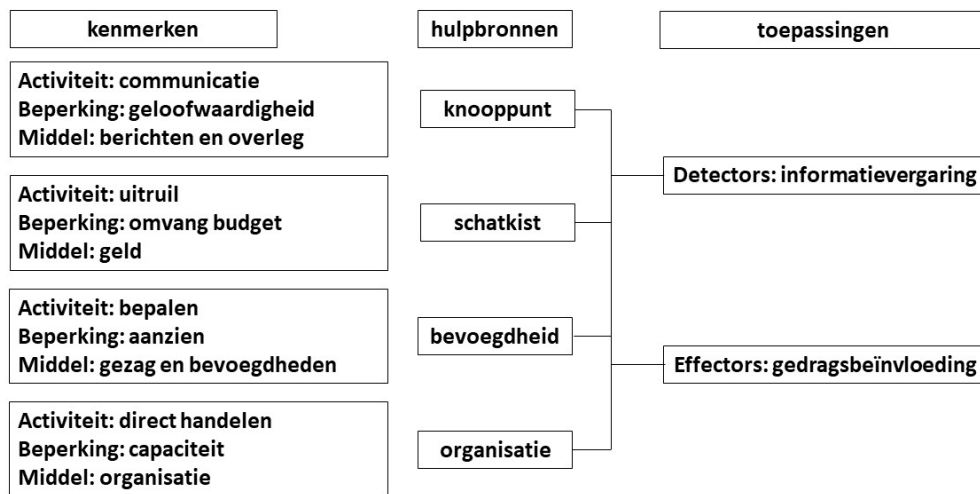 kenmerken
hulpbronnen
toepassingen
Activiteit: communicatie
Beperking: geloofwaardigheid
Middel: berichten en overleg
knooppunt
Detectors: informatievergaring
Activiteit: uitruil
Beperking: omvang budget
Middel: geld
schatkist
Activiteit: bepalen
Beperking: aanzien
Middel: gezag en bevoegdheden
bevoegdheid
Effectors: gedragsbeïnvloeding
Activiteit: direct handelen
Beperking: capaciteit
Middel: organisatie
organisatie